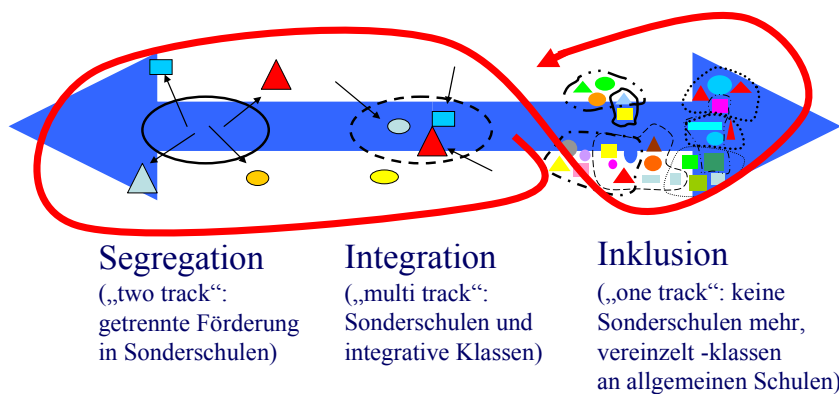 Segregation
(„two track“:
getrennte Förderung
in Sonderschulen)
Integration
(„multi track“:
Sonderschulen und
integrative Klassen)
Inklusion
(„one track“: keine
Sonderschulen mehr,
vereinzelt -klassen
an allgemeinen Schulen)